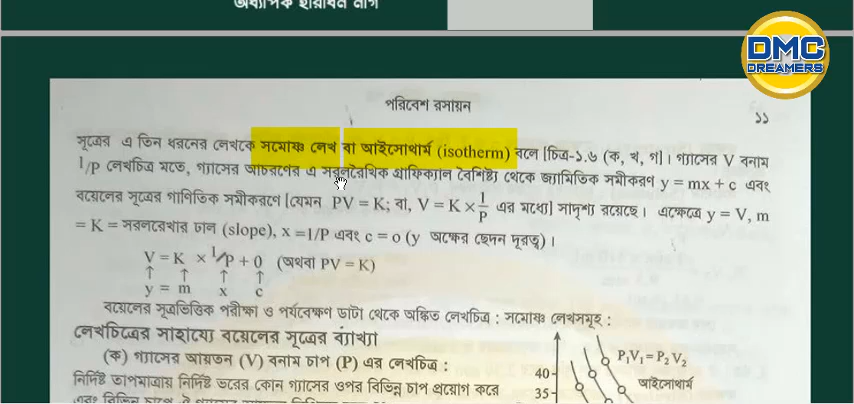 অধ্যাপক হারাধন নাগ
DMC
DREAMERS
পরিবেশ রসায়ন
১১
সূত্রের এ তিন ধরনের লেখকে সমোষ্ণ লেখ বা আইসোথার্ম (isotherm) বলে [চিত্র-১.৬ (ক, খ, গ]। গ্যাসের V বনাম
1/P লেখচিত্র মতে, গ্যাসের আচরণের এ সরলরৈখিক গ্রাফিক্যাল বৈশিষ্ট্য থেকে জ্যামিতিক সমীকরণ y = mx + c এবং
বয়েলের সূত্রের গাণিতিক সমীকরণে [যেমন PV = K; বা, V = K × 1/P এর মধ্যে] সাদৃশ্য রয়েছে। এক্ষেত্রে y = V, m
= K = সরলরেখার ঢাল (slope), x = 1/P এবং c = o (y অক্ষের ছেদন দূরত্ব)।
V = K × 1/P + 0 (অথবা PV = K)
↑ ↑ ↑ ↑
y = m x c
বয়েলের সূত্রভিত্তিক পরীক্ষা ও পর্যবেক্ষণ ডাটা থেকে অঙ্কিত লেখচিত্র : সমোষ্ণ লেখসমূহ :
লেখচিত্রের সাহায্যে বয়েলের সূত্রের ব্যাখ্যা
(ক) গ্যাসের আয়তন (V) বনাম চাপ (P) এর লেখচিত্র :
নির্দিষ্ট তাপমাত্রায় নির্দিষ্ট ভরের কোন গ্যাসের ওপর বিভিন্ন চাপ প্রয়োগ করে
P₁V₁ = P₂V₂
আইসোথার্ম
40
35